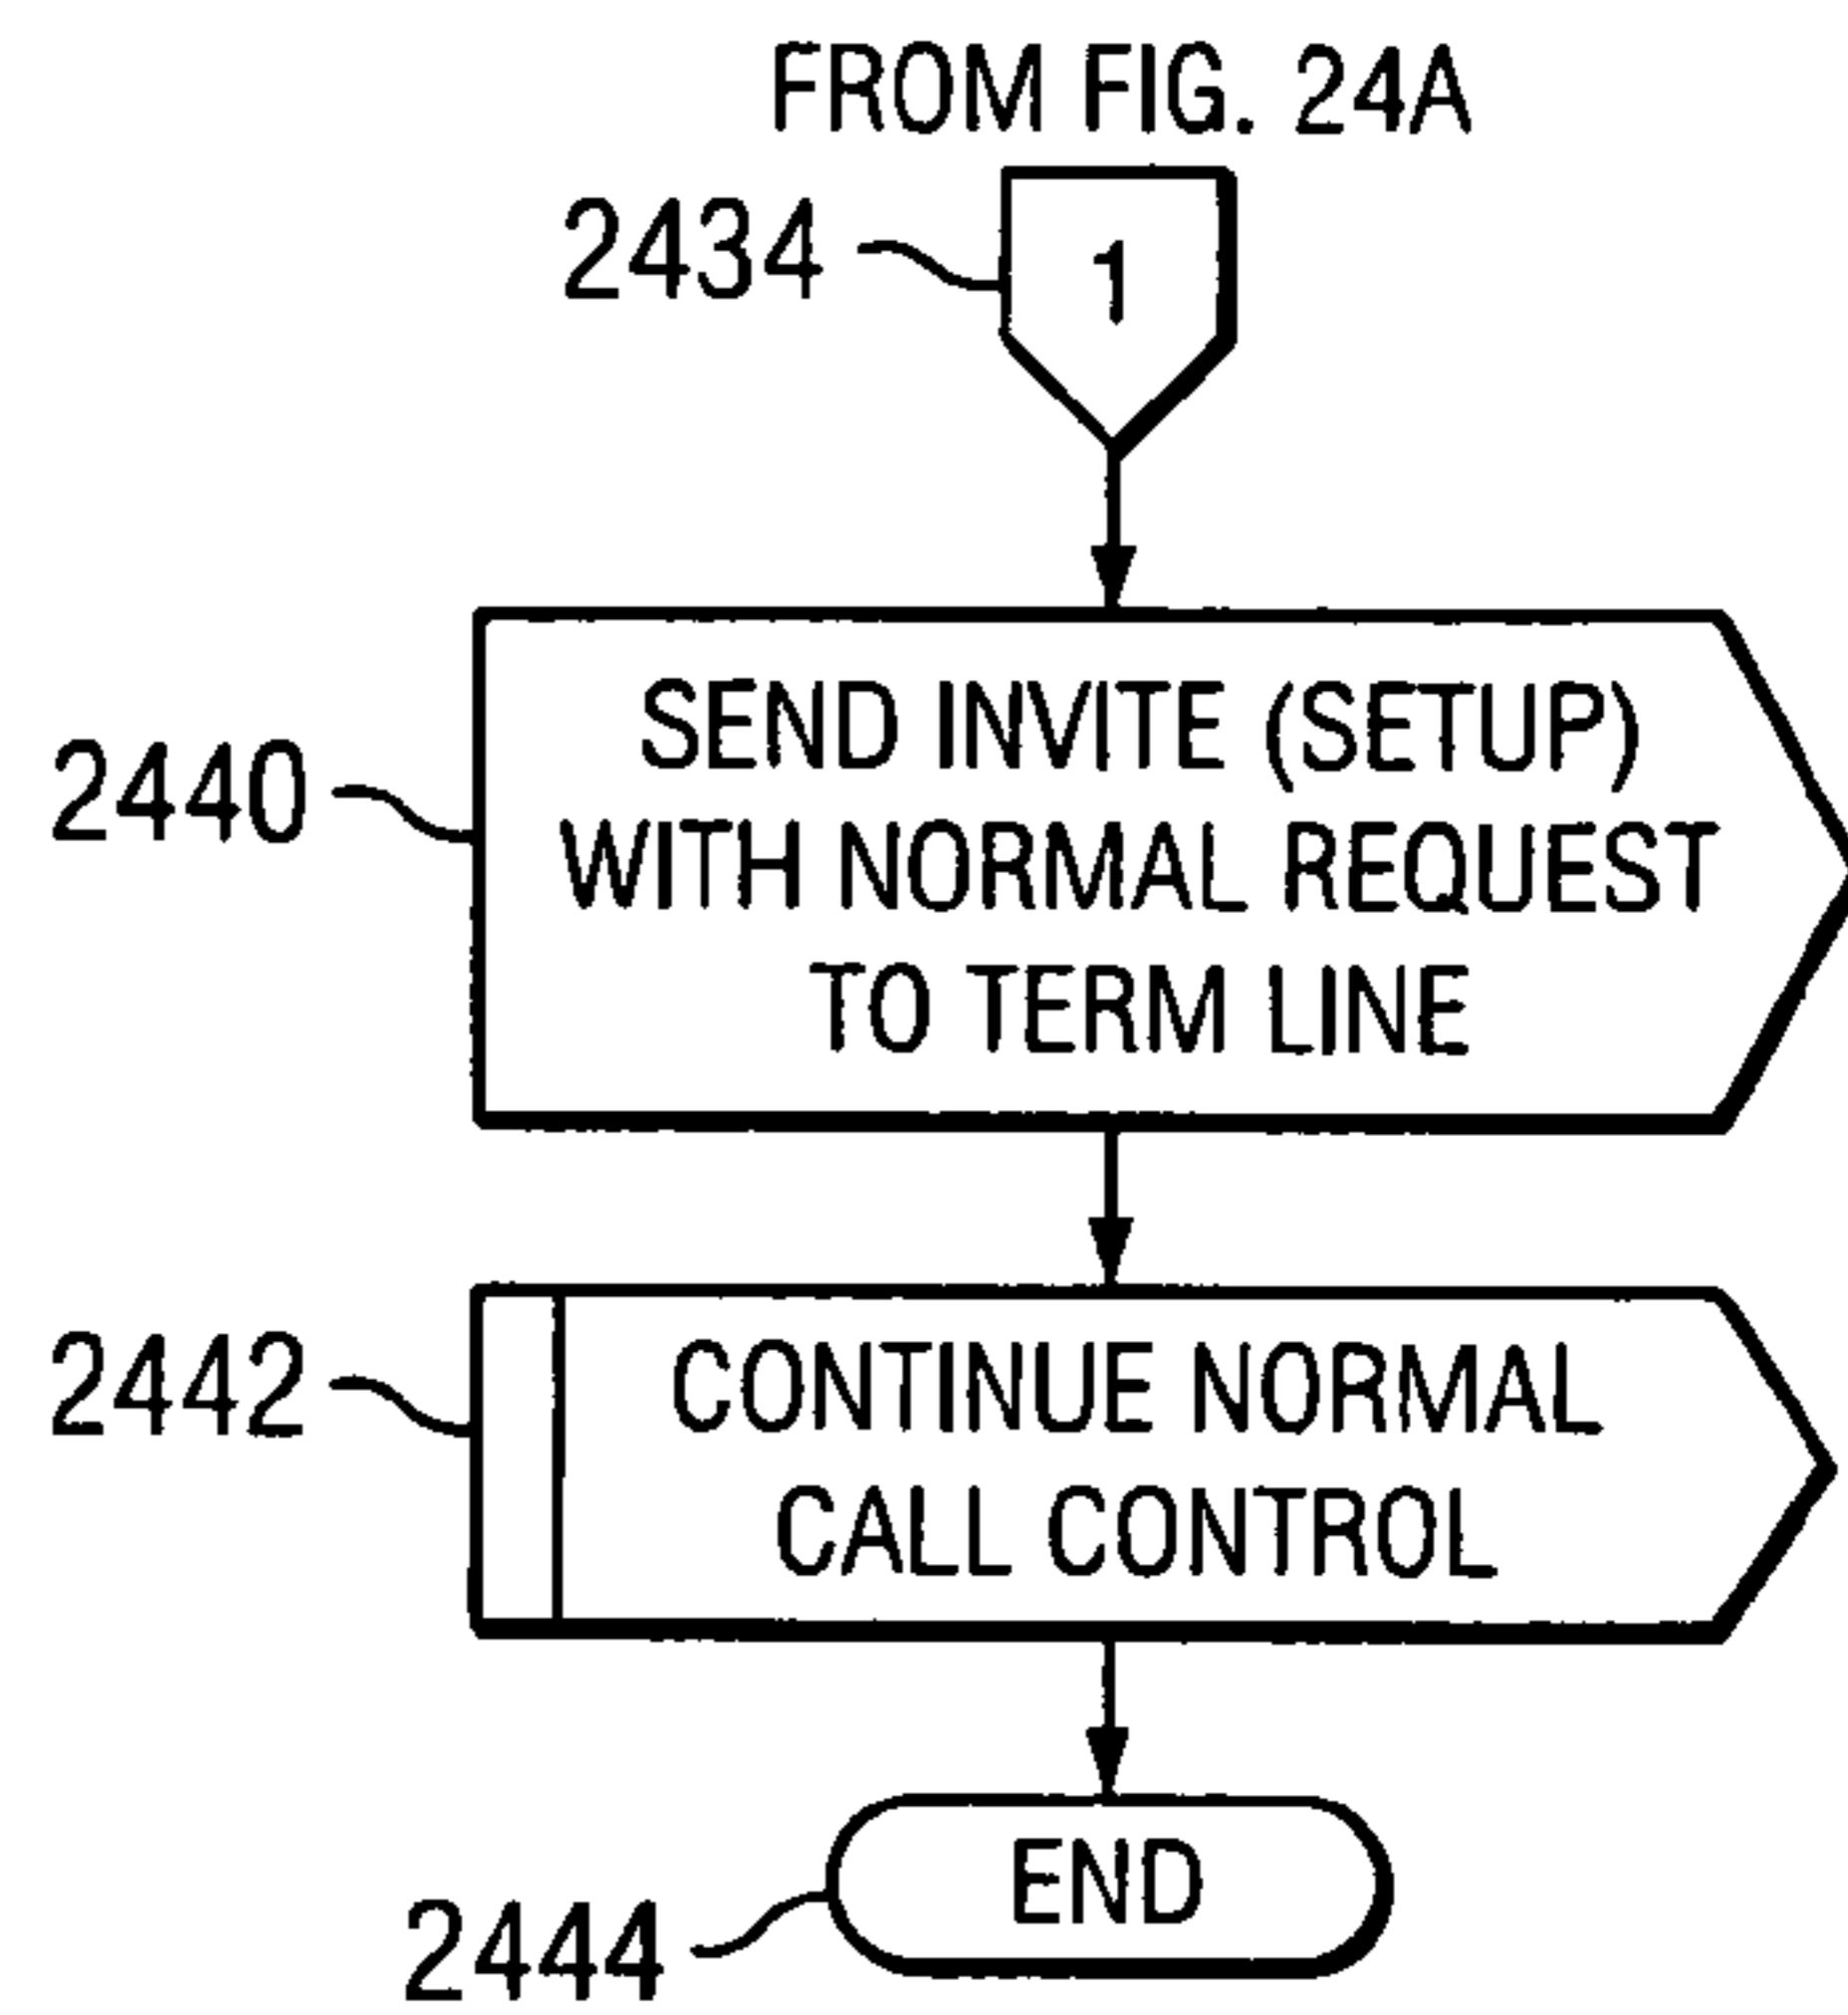 FROM FIG. 24A
2434
1
2440
SEND INVITE (SETUP)
WITH NORMAL REQUEST
TO TERM LINE
2442
CONTINUE NORMAL
CALL CONTROL
END
2444